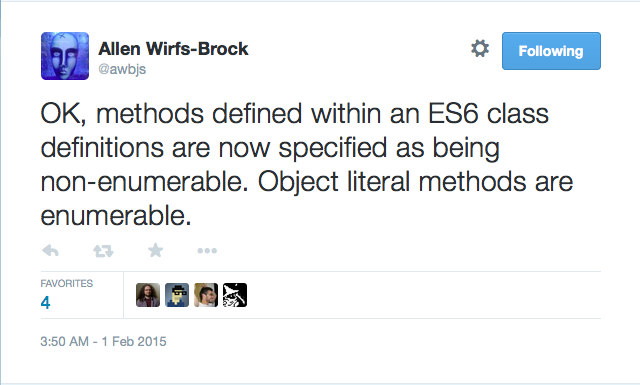 Allen Wirfs-Brock
@awbjs
Following
OK, methods defined within an ES6 class
definitions are now specified as being
non-enumerable. Object literal methods are
enumerable.
FAVORITES
4
3:50 AM - 1 Feb 2015